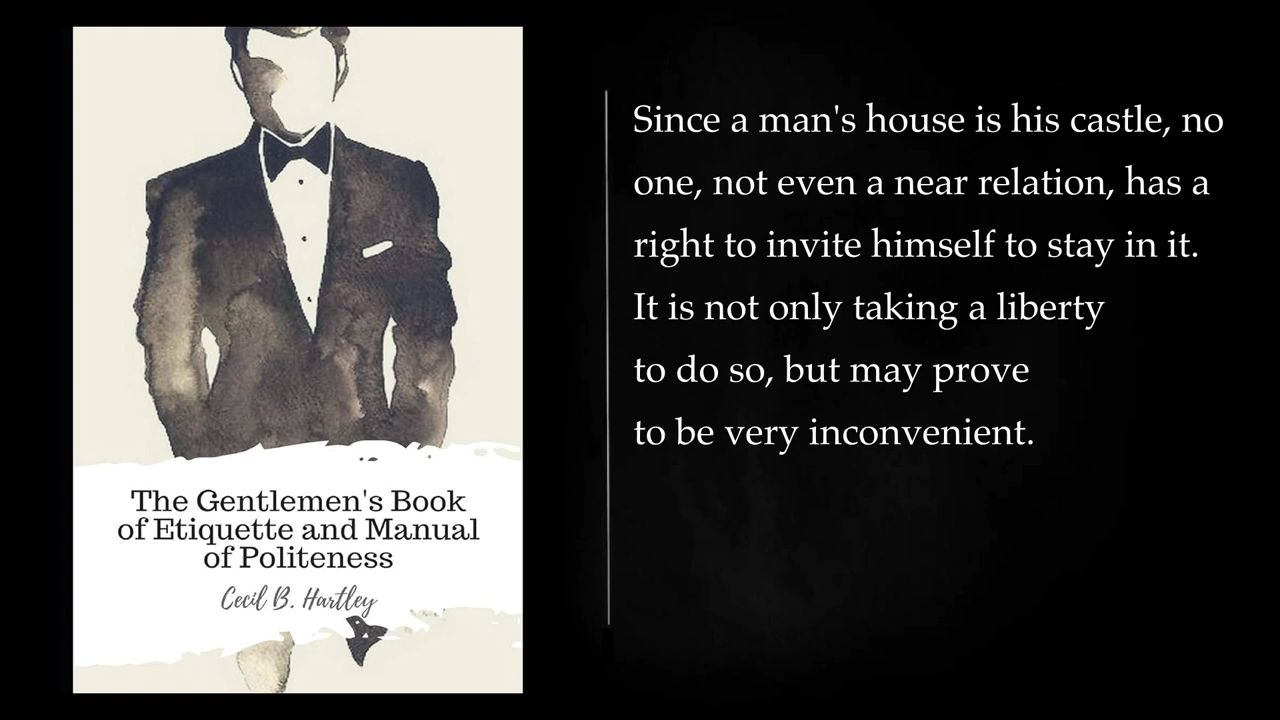 The Gentlemen's Book
of Etiquette and Manual
of Politeness
Cecil B. Hartley
Since a man's house is his castle, no
one, not even a near relation, has a
right to invite himself to stay in it.
It is not only taking a liberty
to do so, but may prove
to be very inconvenient.